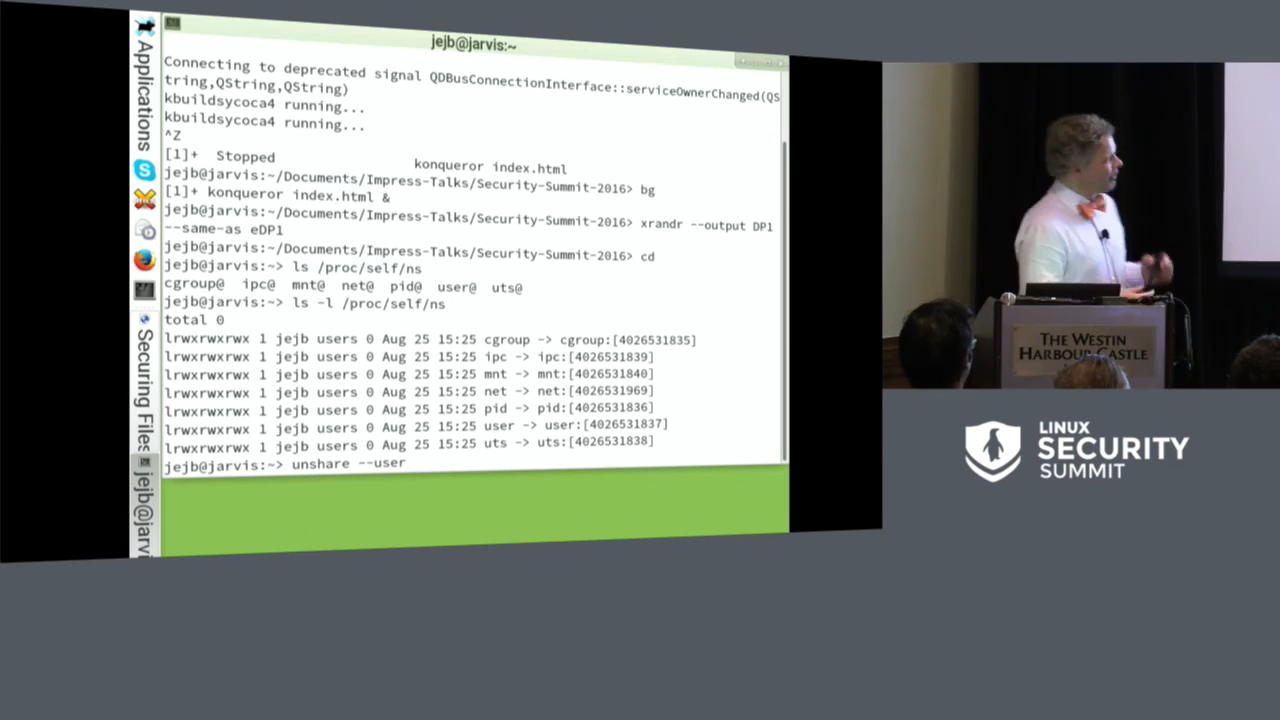 jejb@jarvis:~
Connecting to deprecated signal QDBusConnectionInterface::serviceOwnerChanged(QS
tring,QString,QString)
kbuildsycoca4 running...
kbuildsycoca4 running...
^Z
[1]+  Stopped                 konqueror index.html
jejb@jarvis:~/Documents/Impress-Talks/Security-Summit-2016> bg
[1]+ konqueror index.html &
jejb@jarvis:~/Documents/Impress-Talks/Security-Summit-2016> xrandr --output DP1
--same-as eDP1
jejb@jarvis:~/Documents/Impress-Talks/Security-Summit-2016> cd
jejb@jarvis:~> ls /proc/self/ns
cgroup@  ipc@  mnt@  net@  pid@  user@  uts@
jejb@jarvis:~> ls -l /proc/self/ns
total 0
lrwxrwxrwx 1 jejb users 0 Aug 25 15:25 cgroup -> cgroup:[4026531835]
lrwxrwxrwx 1 jejb users 0 Aug 25 15:25 ipc -> ipc:[4026531839]
lrwxrwxrwx 1 jejb users 0 Aug 25 15:25 mnt -> mnt:[4026531840]
lrwxrwxrwx 1 jejb users 0 Aug 25 15:25 net -> net:[4026531969]
lrwxrwxrwx 1 jejb users 0 Aug 25 15:25 pid -> pid:[4026531836]
lrwxrwxrwx 1 jejb users 0 Aug 25 15:25 user -> user:[4026531837]
lrwxrwxrwx 1 jejb users 0 Aug 25 15:25 uts -> uts:[4026531838]
jejb@jarvis:~> unshare --user
Applications
Securing Files
jejb@jarvi
THE WESTIN
HARBOUR CASTLE
LINUX
SECURITY
SUMMIT